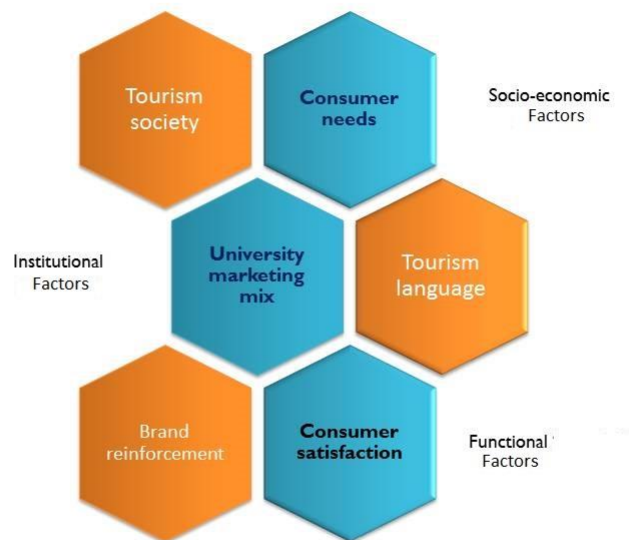 Tourism
society
Consumer
needs
Socio-economic
Factors
Institutional
Factors
University
marketing
mix
Tourism
language
Brand
reinforcement
Consumer
satisfaction
Functional
Factors